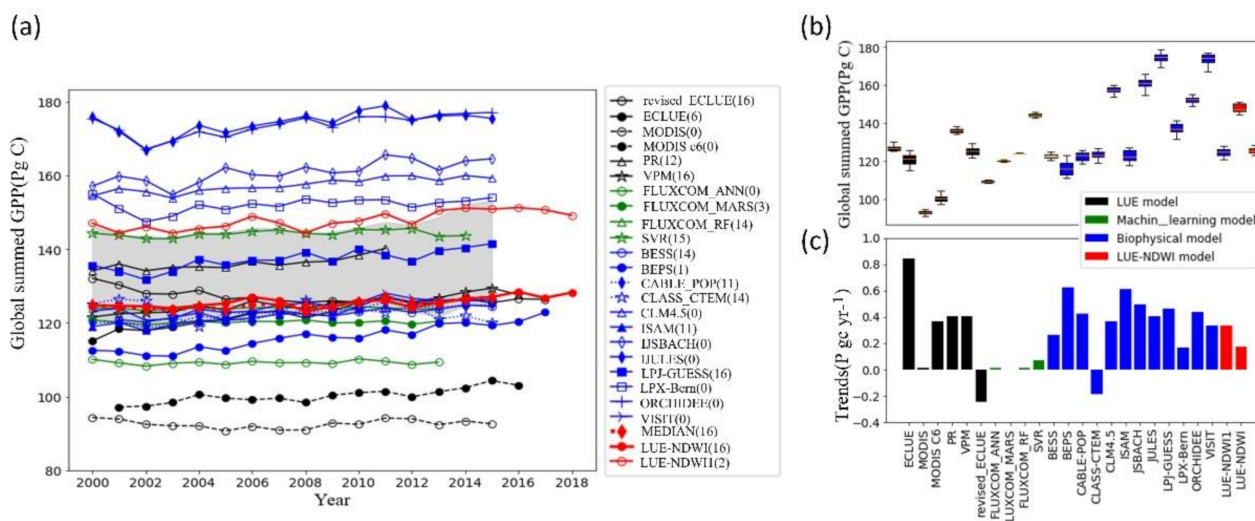 (a)
Global summed GPP(Pg C)
180
160
140
120
100
80
2000
2002
2004
2006
2008
2010
2012
2014
2016
2018
Year
revised_ECLUE(16)
ECLUE(6)
MODIS(0)
MODIS c6(0)
PR(12)
VPM(16)
FLUXCOM_ANN(0)
FLUXCOM_MARS(3)
FLUXCOM_RF(14)
SVR(15)
BESS(14)
BEPS(1)
CABLE_POP(11)
CLASS_CTEM(14)
CLM4.5(0)
ISAM(11)
IJSBACH(0)
IJULES(0)
LPJ-GUESS(16)
LPX-Bern(0)
ORCHIDEE(0)
VISIT(0)
MEDIAN(16)
LUE-NDWI(16)
LUE-NDWI1(2)
(b)
Global summed GPP(Pg C)
180
160
140
120
100
LUE model
Machin_learning model
Biophysical model
LUE-NDWI model
(c)
Trends(P gc yr-1)
1.0
0.8
0.6
0.4
0.2
0.0
−0.2
−0.4
ECLUE
MODIS
MODIS C6
PR
VPM
revised_ECLUE
FLUXCOM_ANN
LUXCOM_MARS
FLUXCOM_RF
SVR
BESS
BEPS
CABLE-POP
CLASS-CTEM
CLM4.5
ISAM
JSBACH
JULES
LPJ-GUESS
LPX-Bern
ORCHIDEE
VISIT
LUE-NDWI1
LUE-NDWI